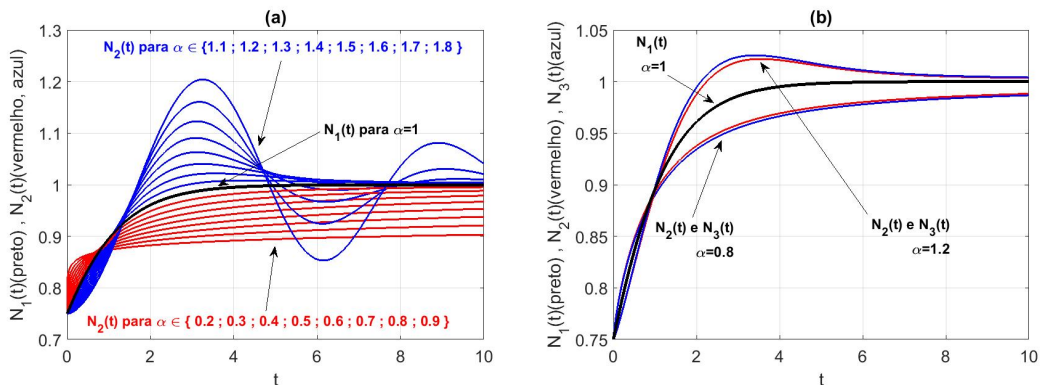 (a)
N₁(t)(preto) , N₂(t)(vermelho, azul)
1.3
1.2
1.1
1
0.9
0.8
0.7
N₂(t) para α ∈ {1.1 ; 1.2 ; 1.3 ; 1.4 ; 1.5 ; 1.6 ; 1.7 ; 1.8 }
N₁(t) para α=1
N₂(t) para α ∈ { 0.2 ; 0.3 ; 0.4 ; 0.5 ; 0.6 ; 0.7 ; 0.8 ; 0.9 }
0 2 4 6 8 10
t
(b)
N₁(t)(preto) , N₂(t)(vermelho) , N₃(t)(azul)
1.05
1
0.95
0.9
0.85
0.8
0.75
N₁(t)
α=1
N₂(t) e N₃(t)
α=0.8
N₂(t) e N₃(t)
α=1.2
0 2 4 6 8 10
t